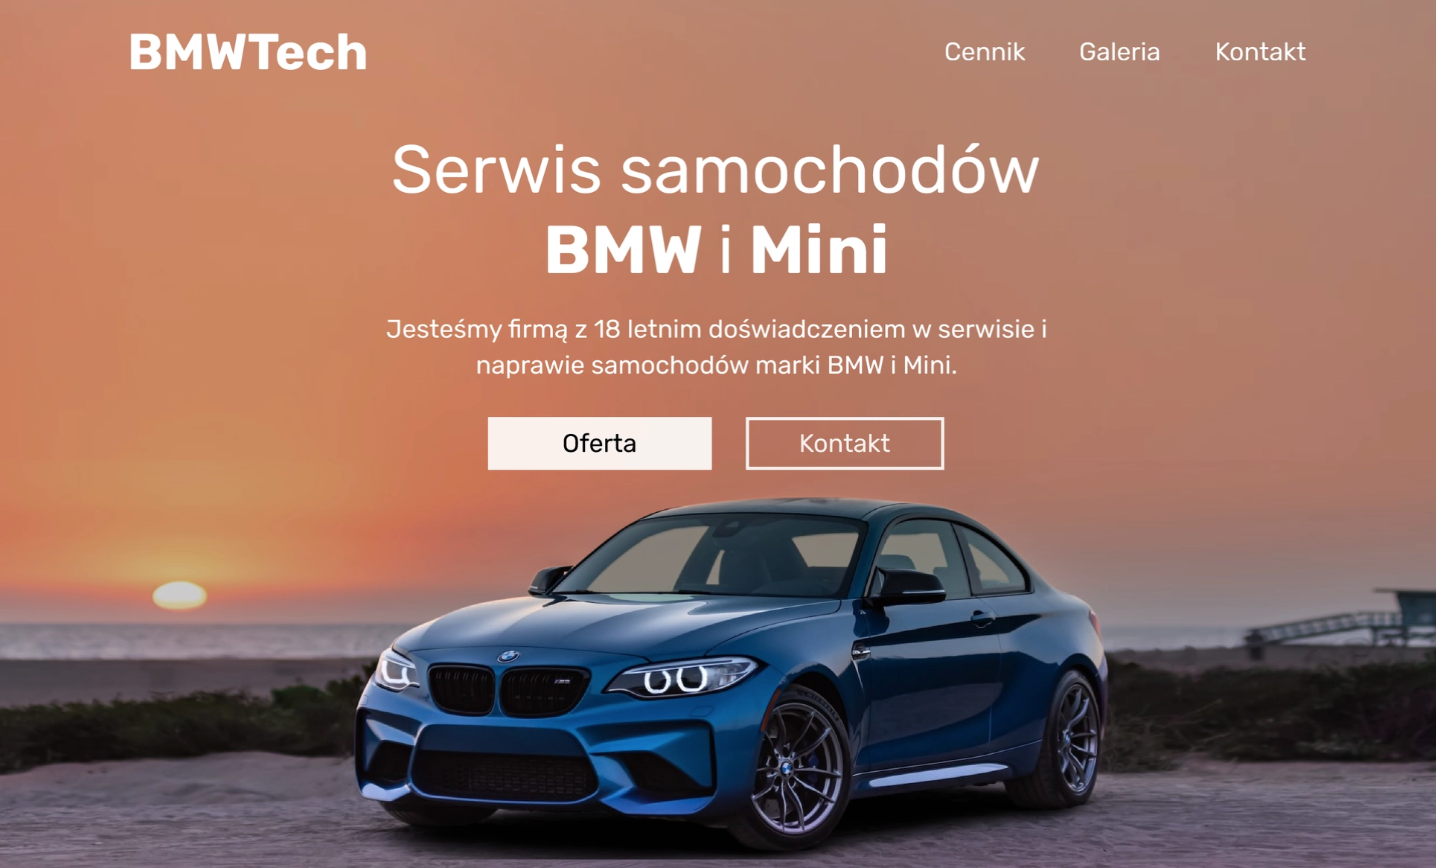 BMWTech
Cennik Galeria Kontakt
Serwis samochodów
BMW i Mini
Jesteśmy firmą z 18 letnim doświadczeniem w serwisie i
naprawie samochodów marki BMW i Mini.
Oferta Kontakt